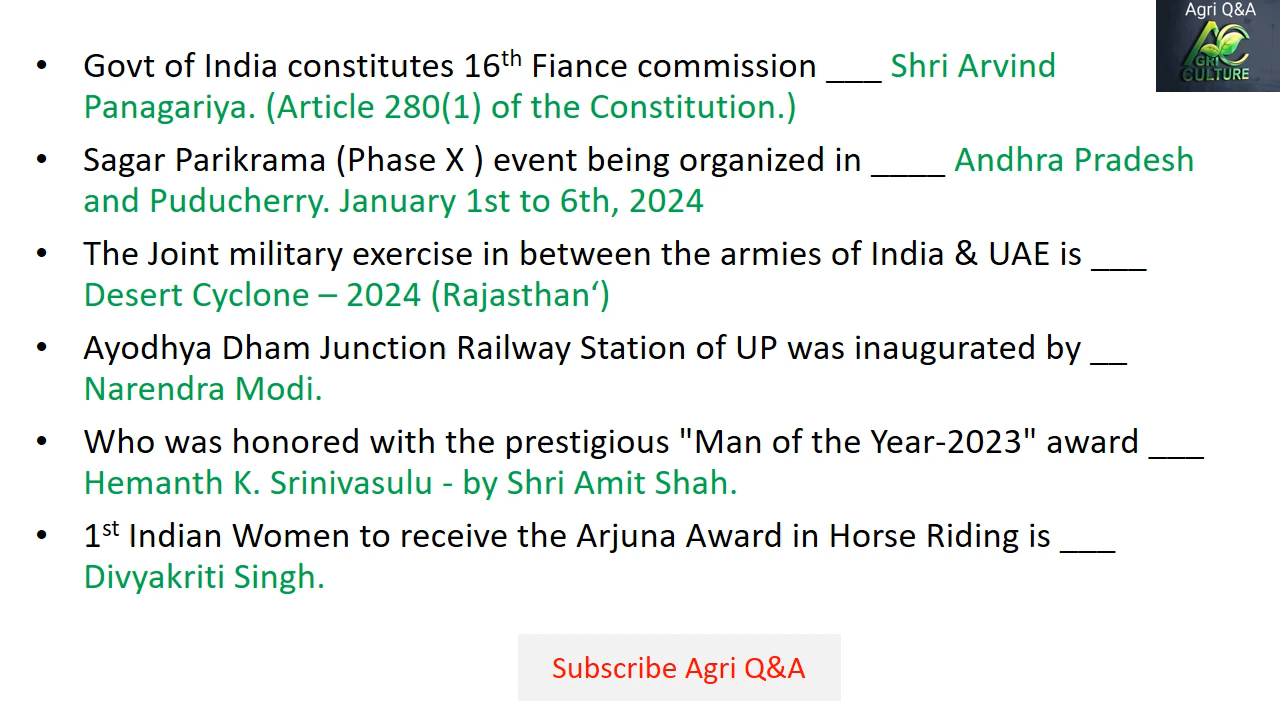 Agri Q&A
AC
GRI
CULTURE
• Govt of India constitutes 16th Fiance commission ___ Shri Arvind
Panagariya. (Article 280(1) of the Constitution.)
• Sagar Parikrama (Phase X ) event being organized in ____ Andhra Pradesh
and Puducherry. January 1st to 6th, 2024
• The Joint military exercise in between the armies of India & UAE is ___
Desert Cyclone – 2024 (Rajasthan‘)
• Ayodhya Dham Junction Railway Station of UP was inaugurated by __
Narendra Modi.
• Who was honored with the prestigious "Man of the Year-2023" award ___
Hemanth K. Srinivasulu - by Shri Amit Shah.
• 1st Indian Women to receive the Arjuna Award in Horse Riding is ___
Divyakriti Singh.
Subscribe Agri Q&A